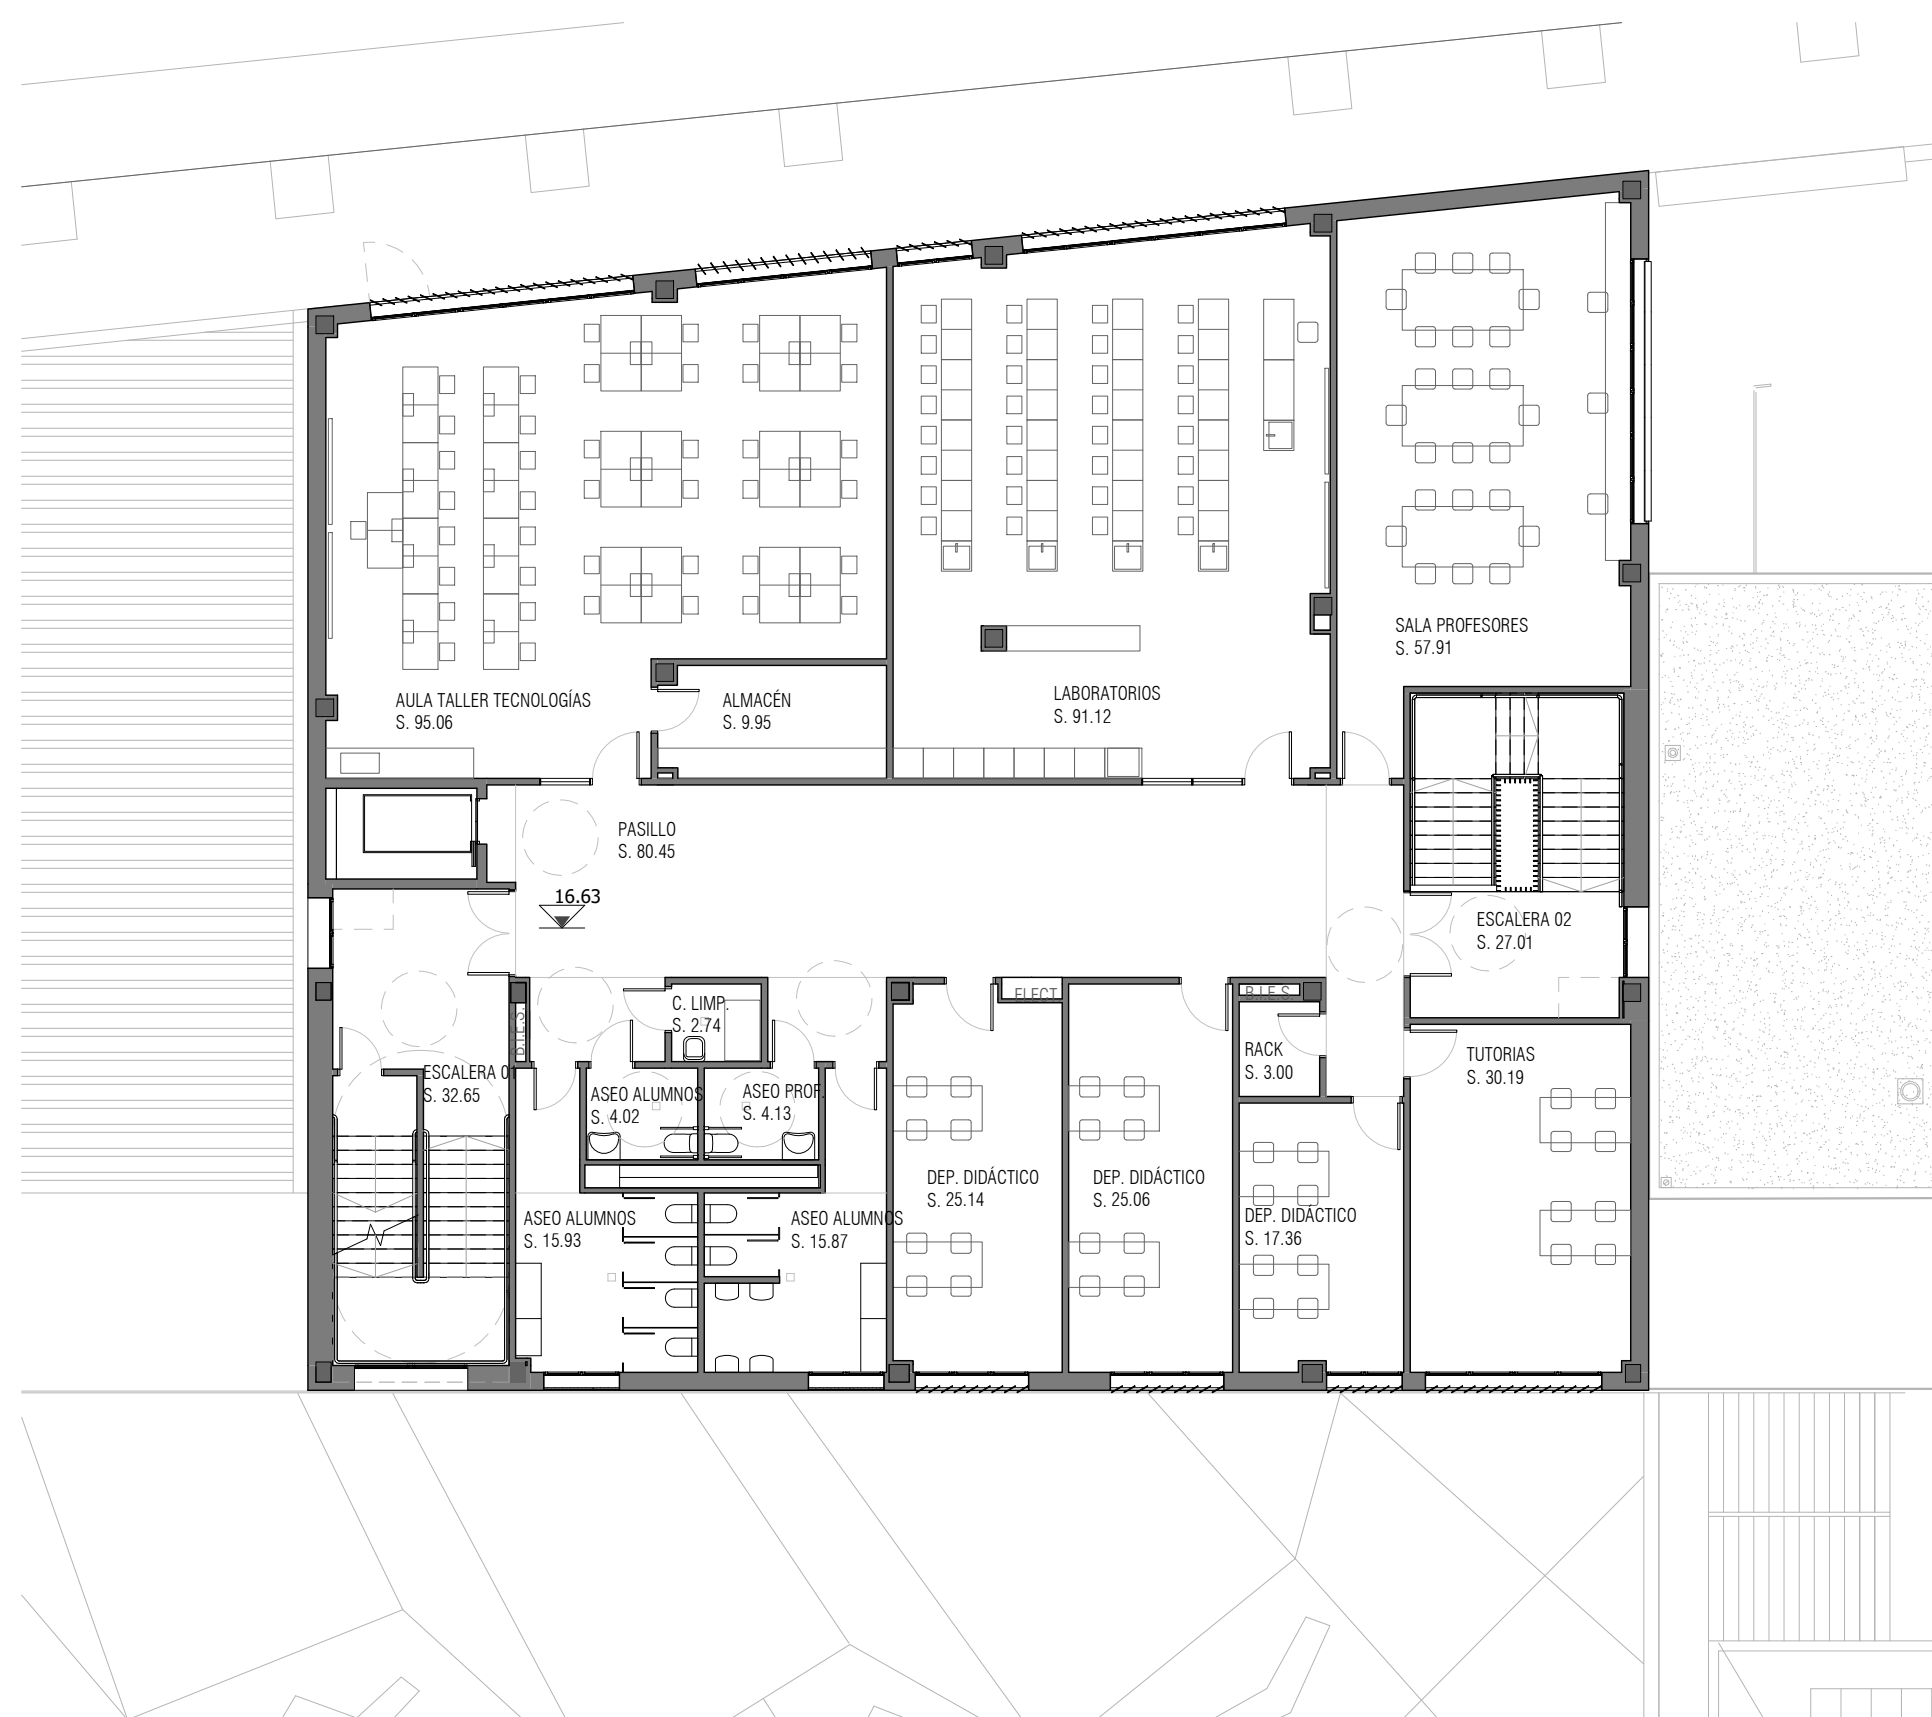 SALA PROFESORES
S. 57.91
AULA TALLER TECNOLOGÍAS
S. 95.06
ALMACÉN
S. 9.95
LABORATORIOS
S. 91.12
PASILLO
S. 80.45
16.63
ESCALERA 02
S. 27.01
ELECT.
B.I.E.S.
C. LIMP.
S. 2.74
B.I.E.S.
RACK
S. 3.00
TUTORIAS
S. 30.19
ESCALERA 01
S. 32.65
ASEO ALUMNOS
S. 4.02
ASEO PROF.
S. 4.13
DEP. DIDÁCTICO
S. 25.14
DEP. DIDÁCTICO
S. 25.06
DEP. DIDÁCTICO
S. 17.36
ASEO ALUMNOS
S. 15.93
ASEO ALUMNOS
S. 15.87